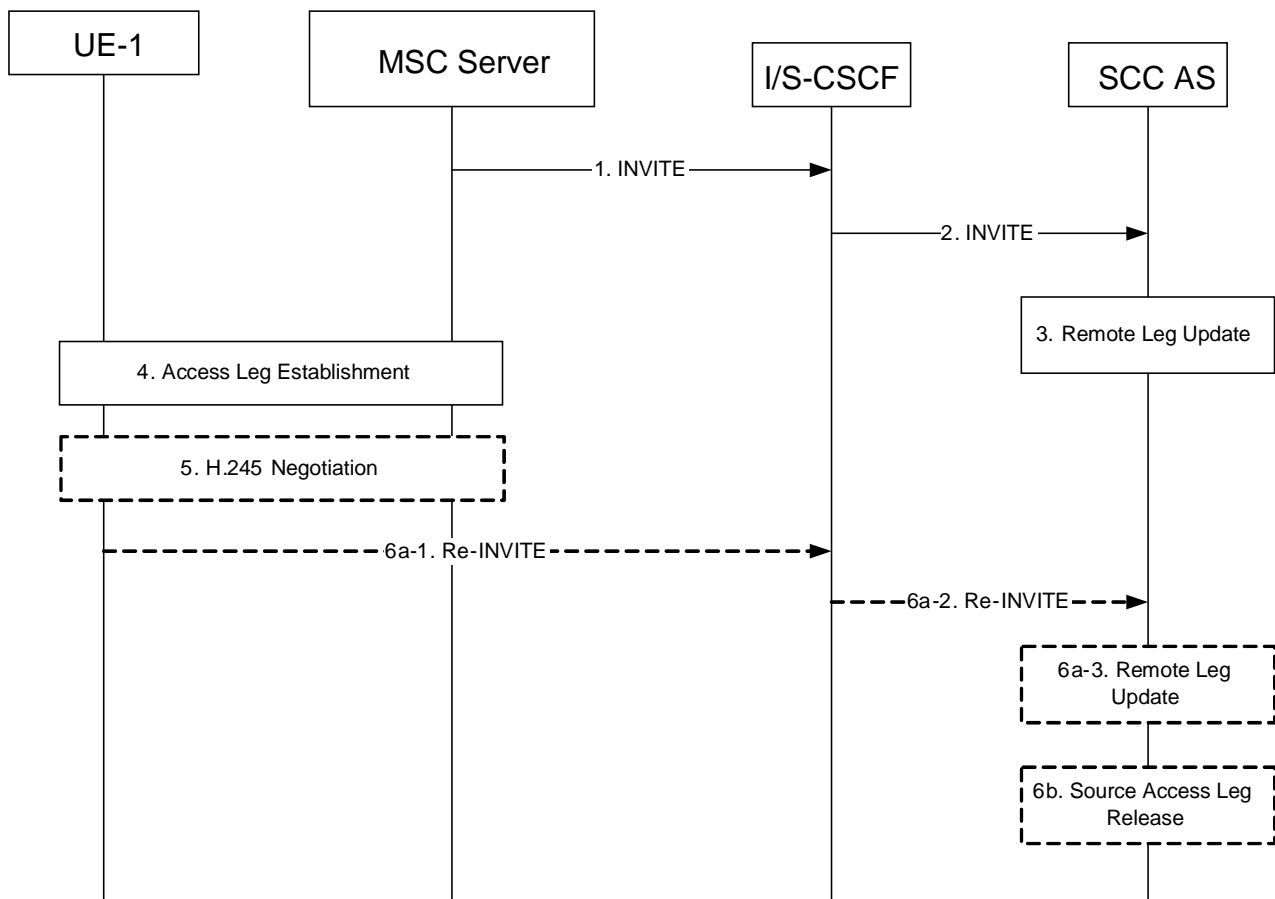 UE-1
MSC Server
I/S-CSCF
SCC AS
1. INVITE
2. INVITE
3. Remote Leg Update
4. Access Leg Establishment
5. H.245 Negotiation
6a-1. Re-INVITE
6a-2. Re-INVITE
6a-3. Remote Leg
Update
6b. Source Access Leg
Release